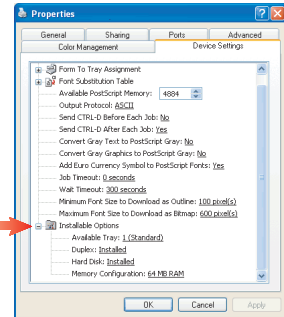 Properties
General Sharing Ports Advanced
Color Management Device Settings
Form To Tray Assignment
Font Substitution Table
Available PostScript Memory: 4884
Output Protocol: ASCII
Send CTRL-D Before Each Job: No
Send CTRL-D After Each Job: Yes
Convert Gray Text to PostScript Gray: No
Convert Gray Graphics to PostScript Gray: No
Add Euro Currency Symbol to PostScript Fonts: Yes
Job Timeout: 0 seconds
Wait Timeout: 300 seconds
Minimum Font Size to Download as Outline: 100 pixel(s)
Maximum Font Size to Download as Bitmap: 600 pixel(s)
Installable Options
Available Tray: 1 (Standard)
Duplex: Installed
Hard Disk: Installed
Memory Configuration: 64 MB RAM
OK Cancel Apply